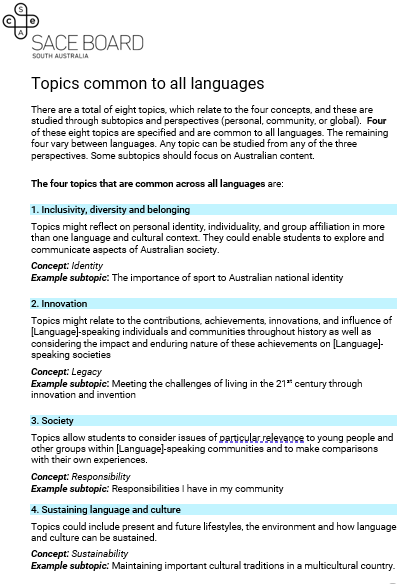 S
c e
A
SACE BOARD
SOUTH AUSTRALIA
Topics common to all languages
There are a total of eight topics, which relate to the four concepts, and these are
studied through subtopics and perspectives (personal, community, or global). Four
of these eight topics are specified and are common to all languages. The remaining
four vary between languages. Any topic can be studied from any of the three
perspectives. Some subtopics should focus on Australian content.
The four topics that are common across all languages are:
1. Inclusivity, diversity and belonging
Topics might reflect on personal identity, individuality, and group affiliation in more
than one language and cultural context. They could enable students to explore and
communicate aspects of Australian society.
Concept: Identity
Example subtopic: The importance of sport to Australian national identity
2. Innovation
Topics might relate to the contributions, achievements, innovations, and influence of
[Language]-speaking individuals and communities throughout history as well as
considering the impact and enduring nature of these achievements on [Language]-
speaking societies
Concept: Legacy
Example subtopic: Meeting the challenges of living in the 21st century through
innovation and invention
3. Society
Topics allow students to consider issues of particular relevance to young people and
other groups within [Language]-speaking communities and to make comparisons
with their own experiences.
Concept: Responsibility
Example subtopic: Responsibilities I have in my community
4. Sustaining language and culture
Topics could include present and future lifestyles, the environment and how language
and culture can be sustained.
Concept: Sustainability
Example subtopic: Maintaining important cultural traditions in a multicultural country.